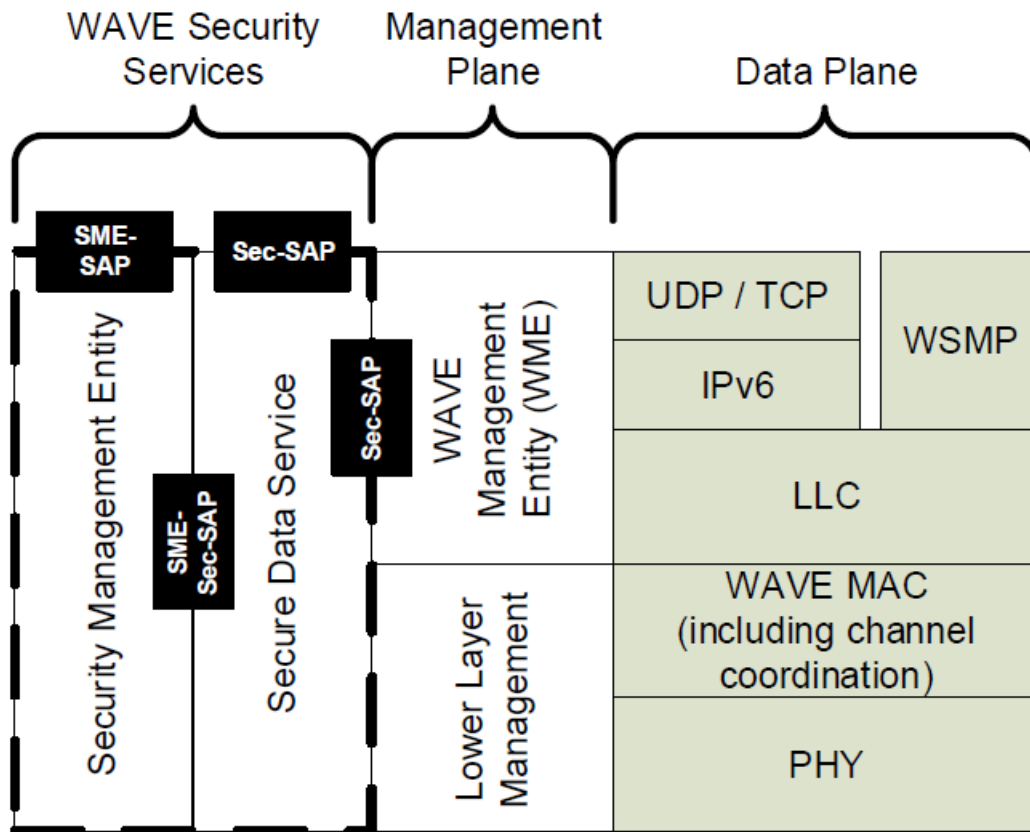 WAVE Security
Services
Management
Plane
Data Plane
SME-
SAP
Sec-SAP
Security Management Entity
SME-
Sec-SAP
Secure Data Service
Sec-SAP
WAVE
Management
Entity (WME)
Lower Layer
Management
UDP / TCP
IPv6
WSMP
LLC
WAVE MAC
(including channel
coordination)
PHY